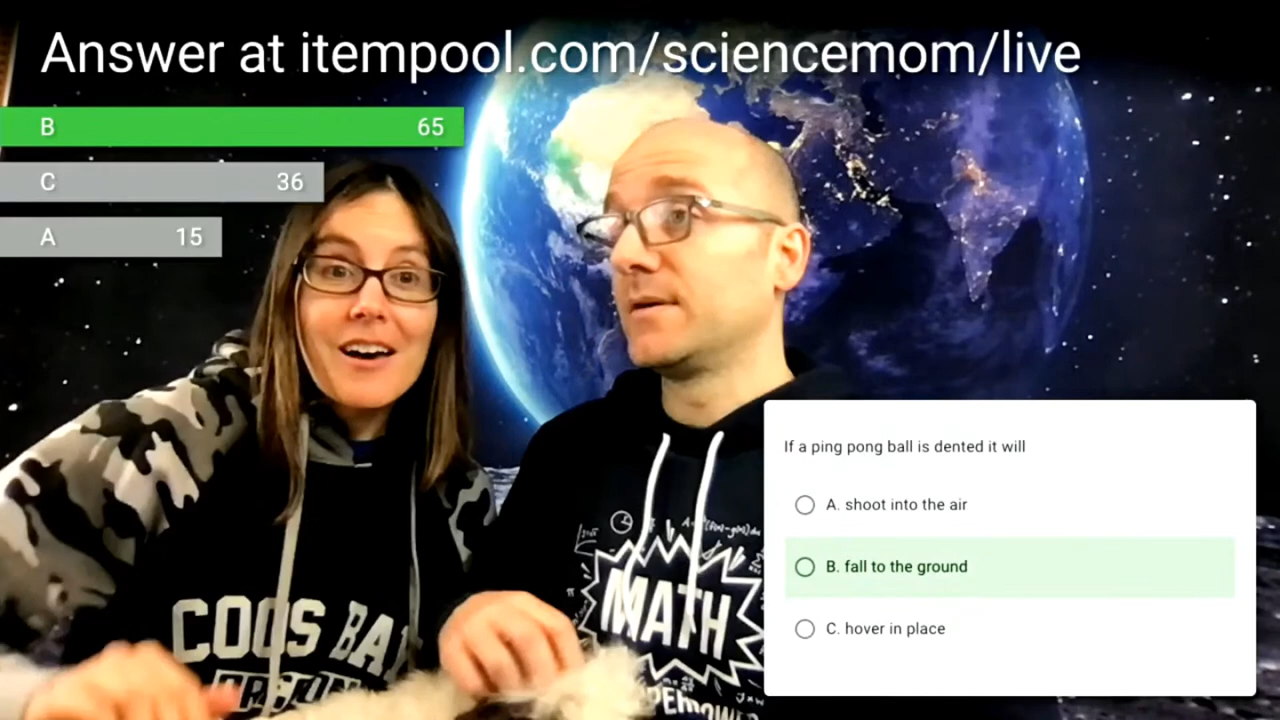 Answer at itempool.com/sciencemom/live
B 65
C 36
A 15
If a ping pong ball is dented it will
A. shoot into the air
B. fall to the ground
C. hover in place
COOS BA
MATH